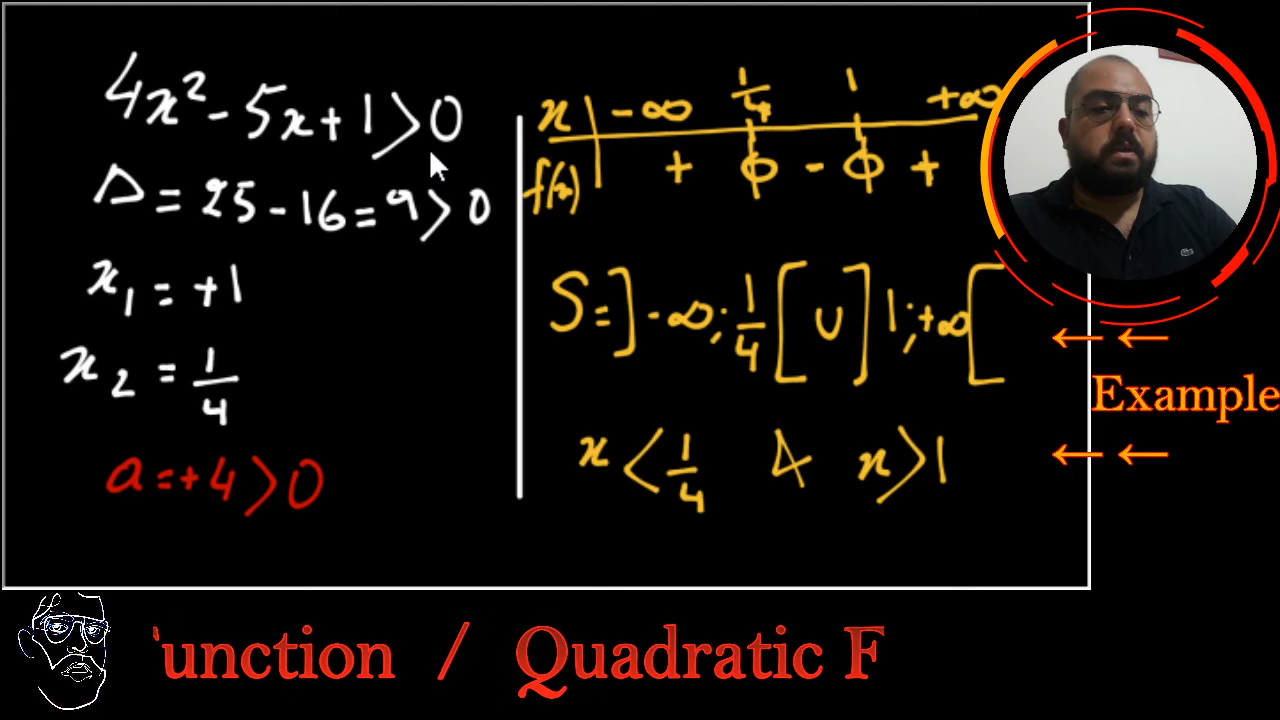 4x² - 5x + 1 > 0
Δ = 25 - 16 = 9 > 0
x₁ = +1
x₂ = 1/4
a = +4 > 0
x | -∞ 1/4 1 +∞
f(x) + 0 - 0 +
S = ]-∞; 1/4[ ∪ ]1; +∞[
x < 1/4 & x > 1
Example
unction / Quadratic F